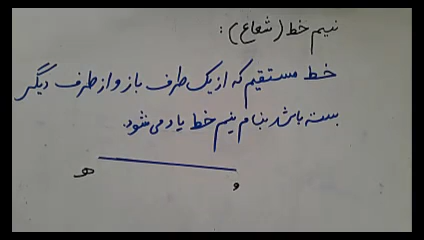 نیم خط (شعاع) :
خط مستقیم که از یک طرف باز و از طرف دیگر
بسته باشد بنام نیم خط یاد می شود.
ھ
و